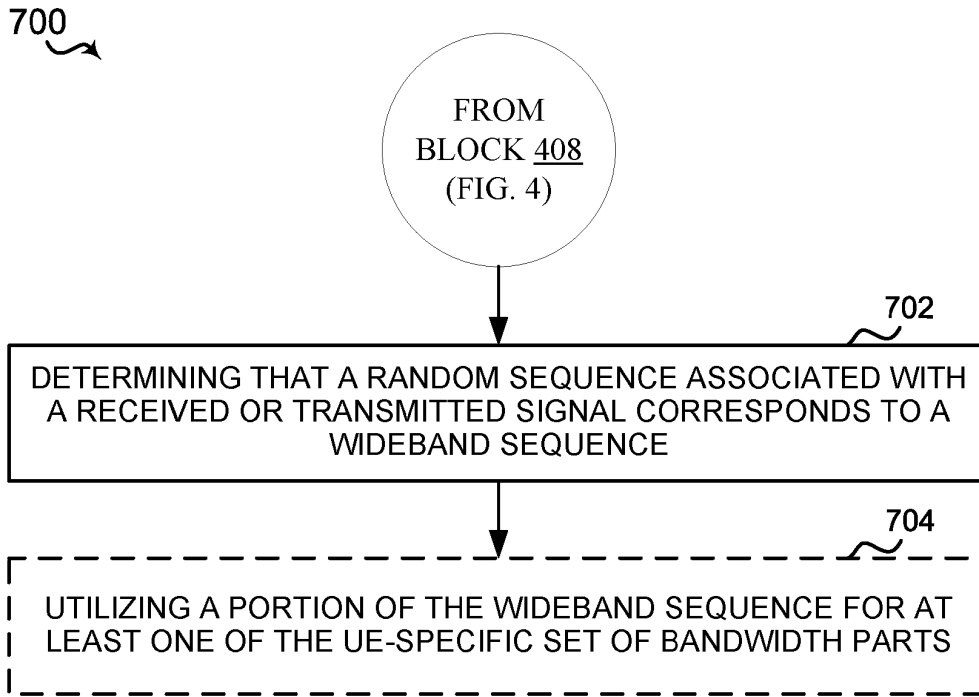 700
FROM
BLOCK 408
(FIG. 4)
702
DETERMINING THAT A RANDOM SEQUENCE ASSOCIATED WITH
A RECEIVED OR TRANSMITTED SIGNAL CORRESPONDS TO A
WIDEBAND SEQUENCE
704
UTILIZING A PORTION OF THE WIDEBAND SEQUENCE FOR AT
LEAST ONE OF THE UE-SPECIFIC SET OF BANDWIDTH PARTS